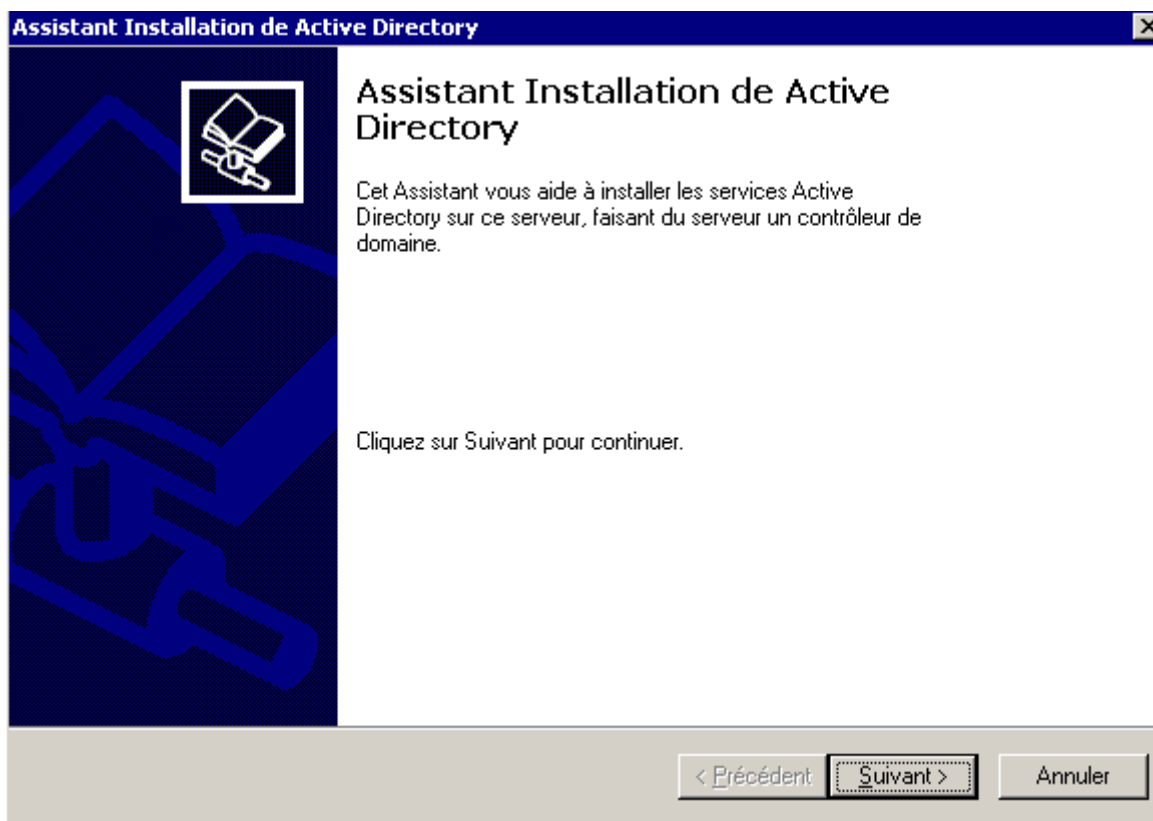 Assistant Installation de Active Directory
Assistant Installation de Active
Directory
Cet Assistant vous aide à installer les services Active
Directory sur ce serveur, faisant du serveur un contrôleur de
domaine.
Cliquez sur Suivant pour continuer.
< Précédent Suivant > Annuler